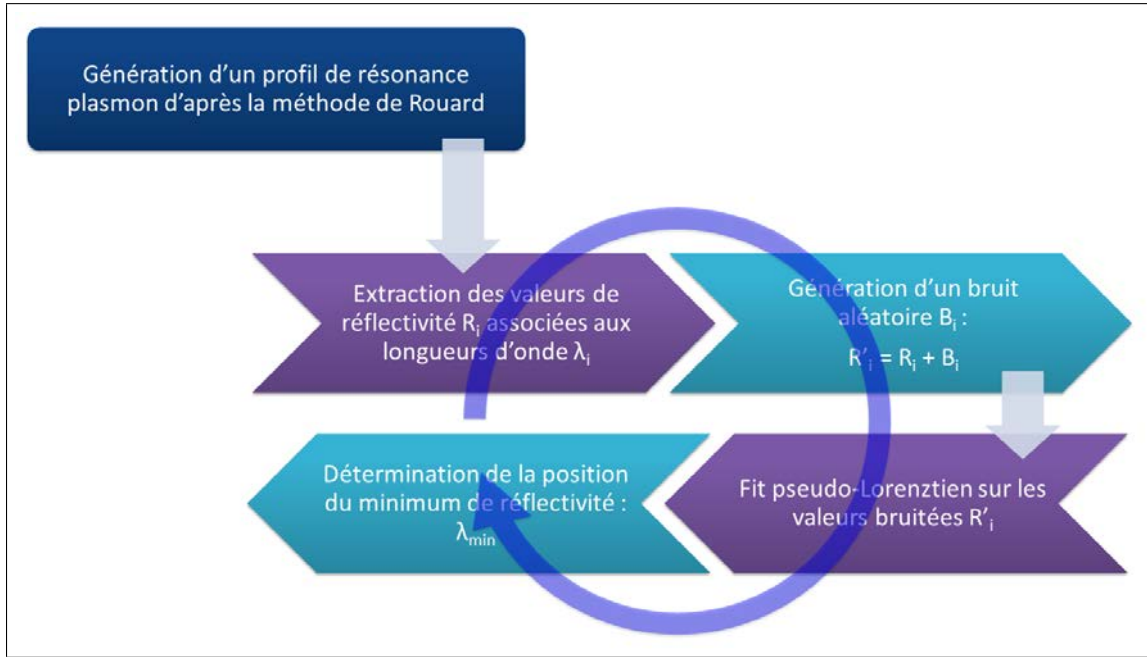 Génération d'un profil de résonance
plasmon d'après la méthode de Rouard
Extraction des valeurs de
réflectivité Rᵢ associées aux
longueurs d'onde λᵢ
Génération d'un bruit
aléatoire Bᵢ :
R'ᵢ = Rᵢ + Bᵢ
Fit pseudo-Lorenztien sur les
valeurs bruitées R'ᵢ
Détermination de la position
du minimum de réflectivité :
λmin